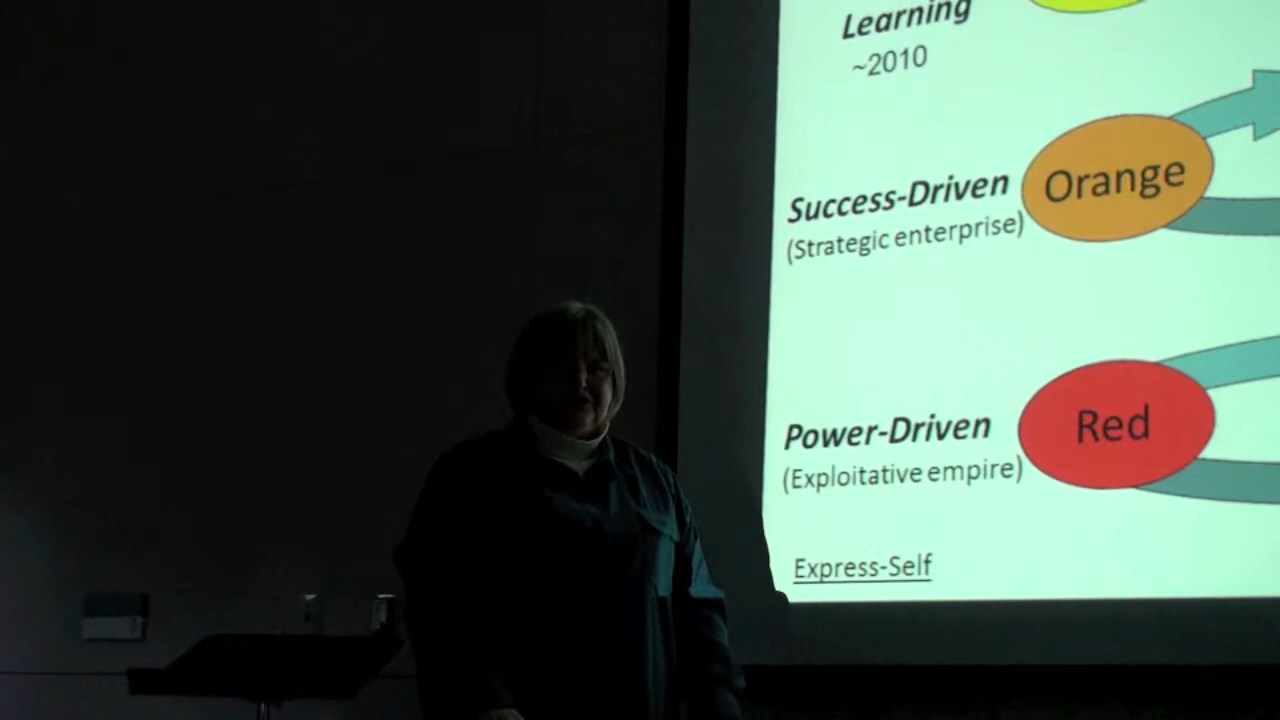 Learning
~2010
Success-Driven
(Strategic enterprise)
Orange
Power-Driven
(Exploitative empire)
Red
Express-Self